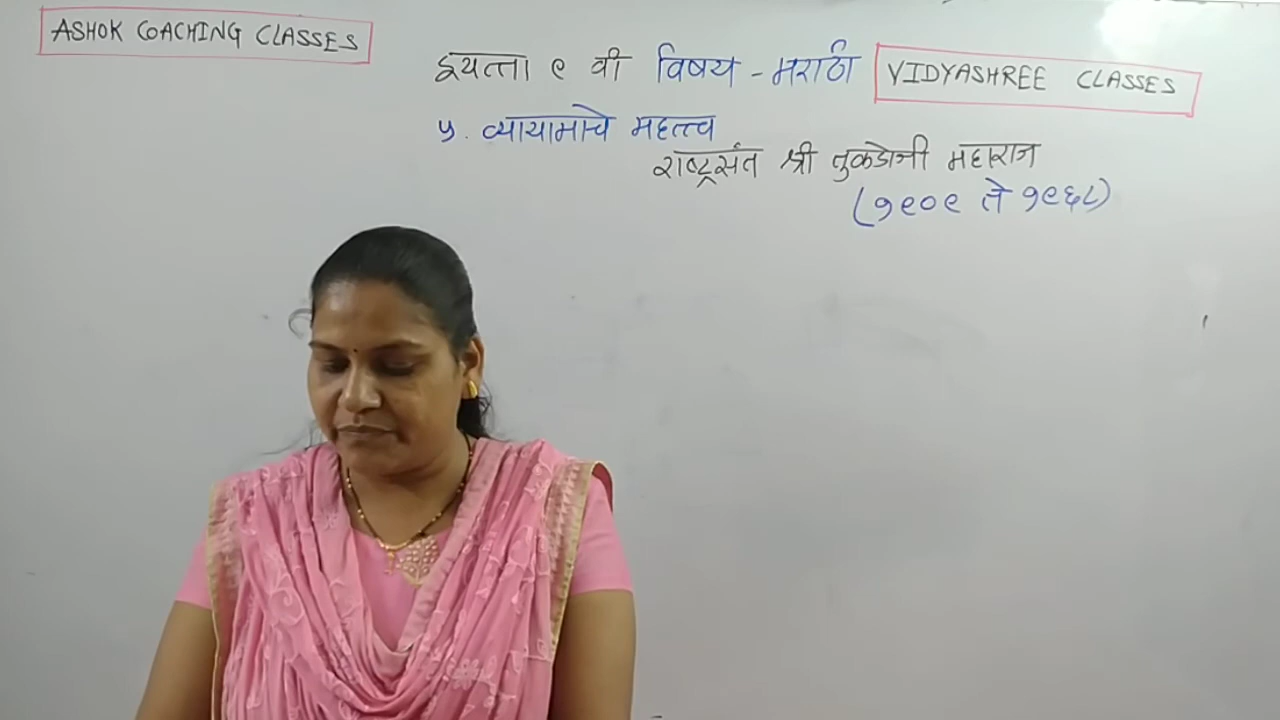 ASHOK COACHING CLASSES
इयत्ता ९ वी विषय - मराठी VIDYASHREE CLASSES
५. व्यायामाचे महत्त्व
राष्ट्रसंत श्री तुकडोजी महाराज
(१९०९ ते १९६८)